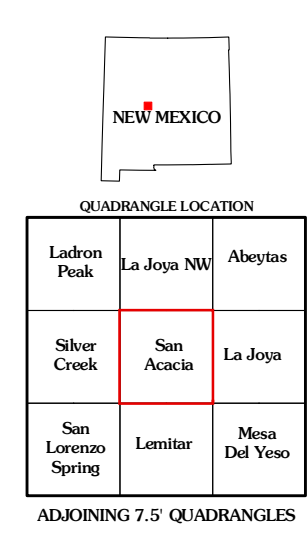 NEW MEXICO
QUADRANGLE LOCATION
Ladron
Peak
La Joya NW
Abeytas
Silver
Creek
San
Acacia
La Joya
San
Lorenzo
Spring
Lemitar
Mesa
Del Yeso
ADJOINING 7.5' QUADRANGLES